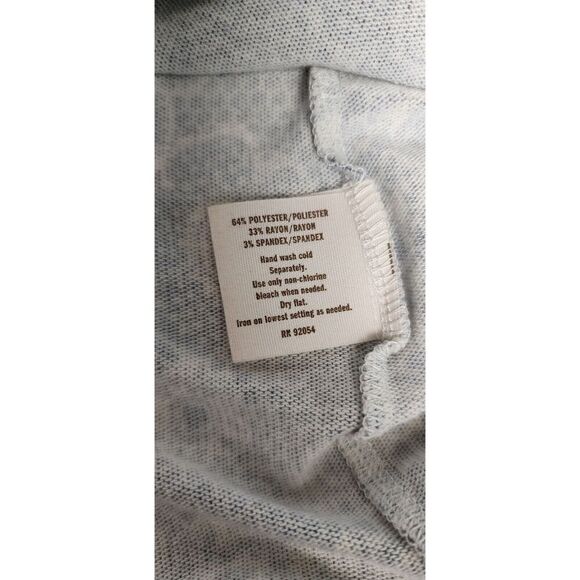 64% POLYESTER/POLIESTER
33% RAYON/RAYON
3% SPANDEX/SPANDEX
Hand wash cold
Separately.
Use only non-chlorine
bleach when needed.
Dry flat.
Iron on lowest setting as needed.
RN 92054